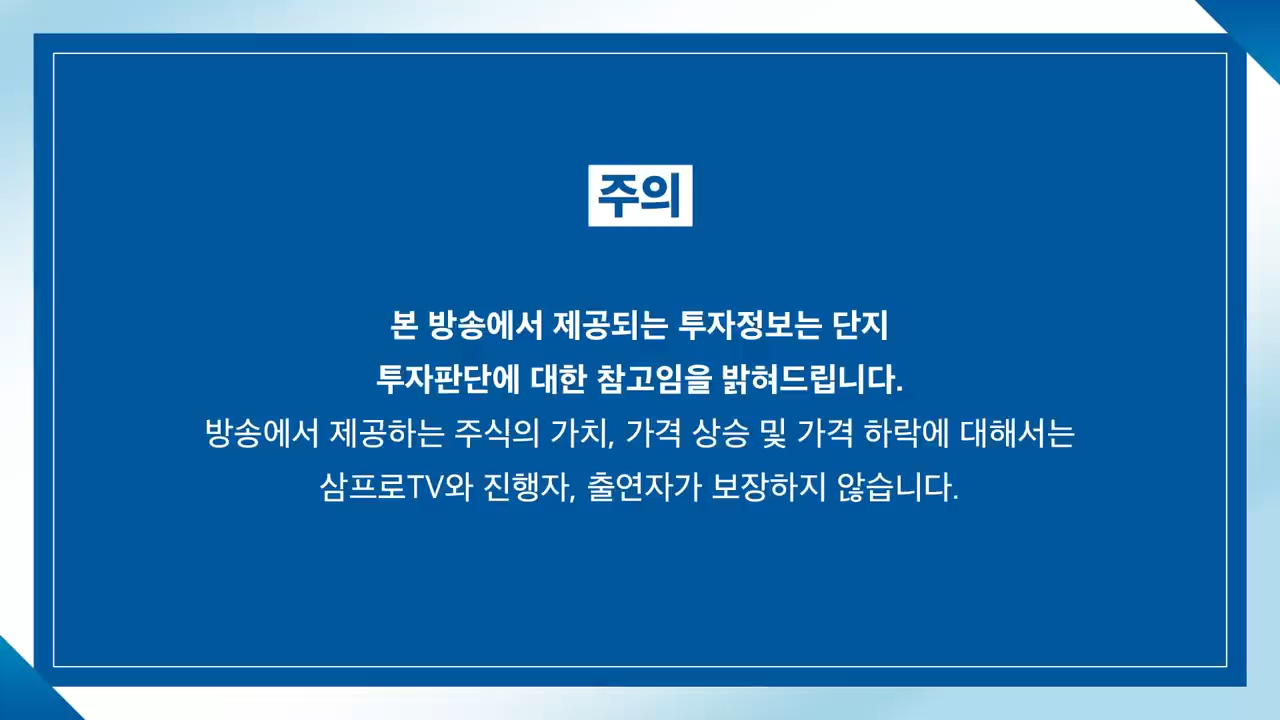 주의
본 방송에서 제공되는 투자정보는 단지
투자판단에 대한 참고임을 밝혀드립니다.
방송에서 제공하는 주식의 가치, 가격 상승 및 가격 하락에 대해서는
삼프로TV와 진행자, 출연자가 보장하지 않습니다.